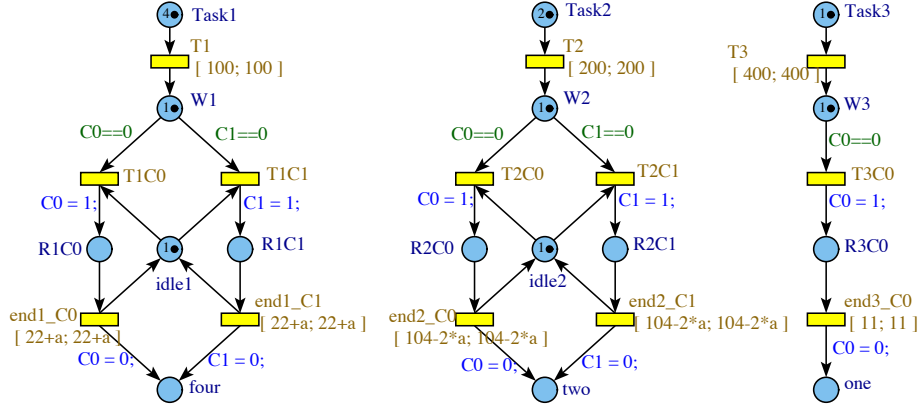 4 Task1
T1
[ 100; 100 ]
1 W1
C0==0 C1==0
T1C0 T1C1
C0 = 1; C1 = 1;
R1C0 1 R1C1
idle1
end1_C0 end1_C1
[ 22+a; 22+a ] [ 22+a; 22+a ]
C0 = 0; C1 = 0;
four
2 Task2
T2
[ 200; 200 ]
1 W2
C0==0 C1==0
T2C0 T2C1
C0 = 1; C1 = 1;
R2C0 1 R2C1
idle2
end2_C0 end2_C1
[ 104-2*a; 104-2*a ] [ 104-2*a; 104-2*a ]
C0 = 0; C1 = 0;
two
1 Task3
T3
[ 400; 400 ]
1 W3
C0==0
T3C0
C0 = 1;
R3C0
end3_C0
[ 11; 11 ]
C0 = 0;
one